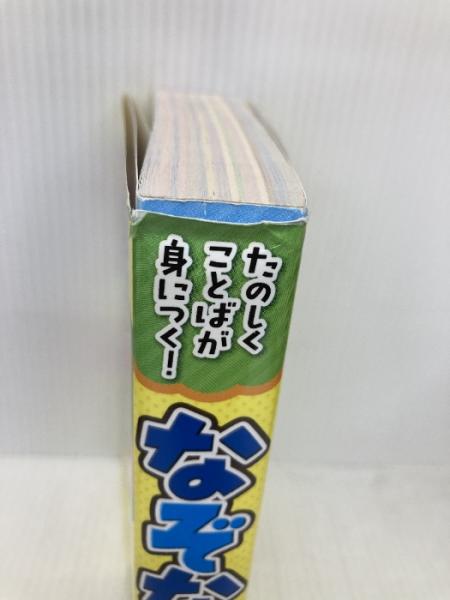 たのしく
ことばが
身につく！
なぞな